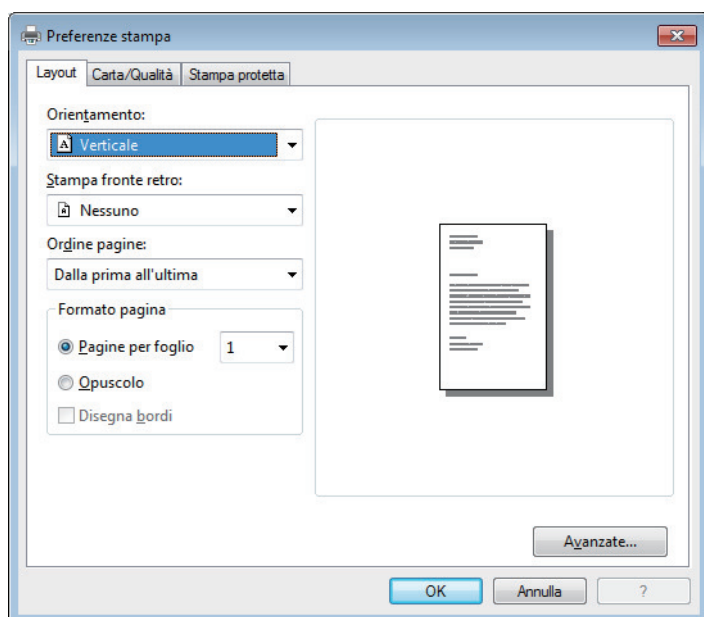 Preferenze stampa
Layout Carta/Qualità Stampa protetta
Orientamento:
A Verticale
Stampa fronte retro:
Nessuno
Ordine pagine:
Dalla prima all'ultima
Formato pagina
Pagine per foglio 1
Opuscolo
Disegna bordi
Avanzate...
OK Annulla ?